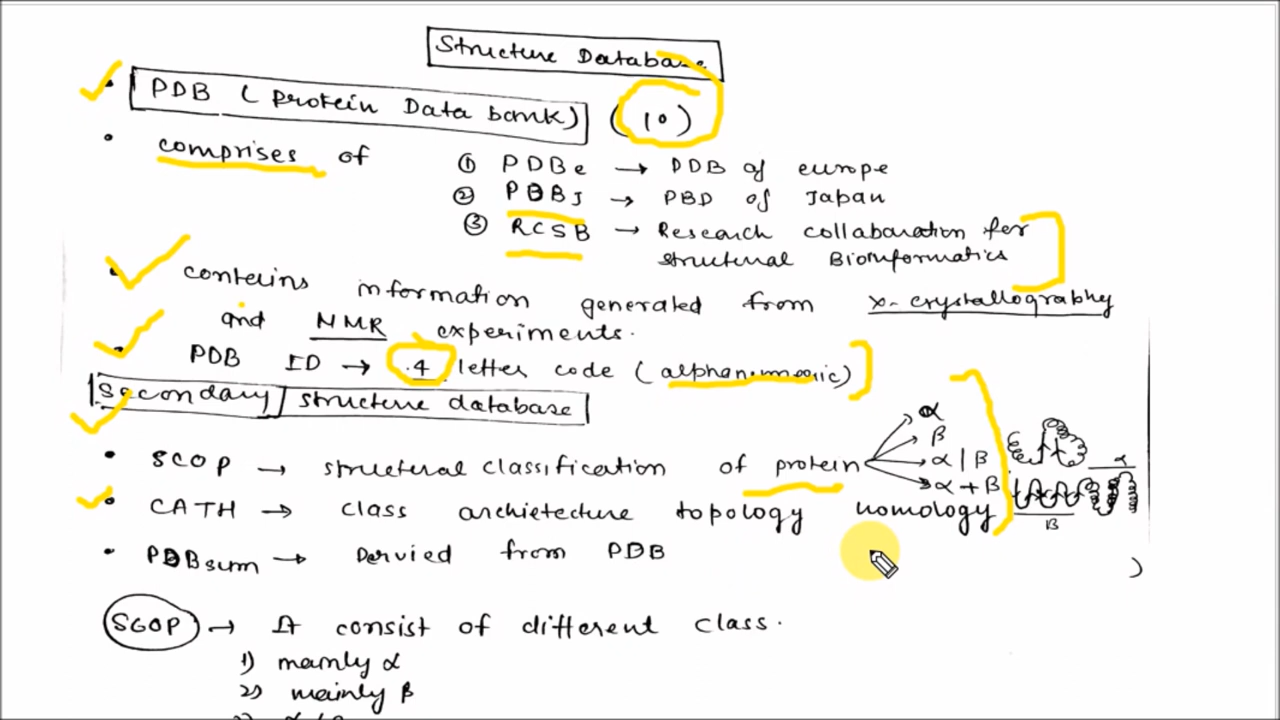 Structure Database
• PDB (Protein Data bank) (1°)
• comprises of
① PDBe → PDB of europe
② PDBJ → PBD of Japan
③ RCSB → Research collaboration for
structural Bioinformatics
• contains information generated from x-crystallography
and NMR experiments.
• PDB ID → .4 letter code (alphanumeric)
Secondary structure database
• SCOP → structural classification of protein
α
β
α|β
α+β
• CATH → class archietecture topology homology
α
β
• PDBsum → Dervied from PDB
)
SCOP → It consist of different class.
1) mainly α
2) mainly β